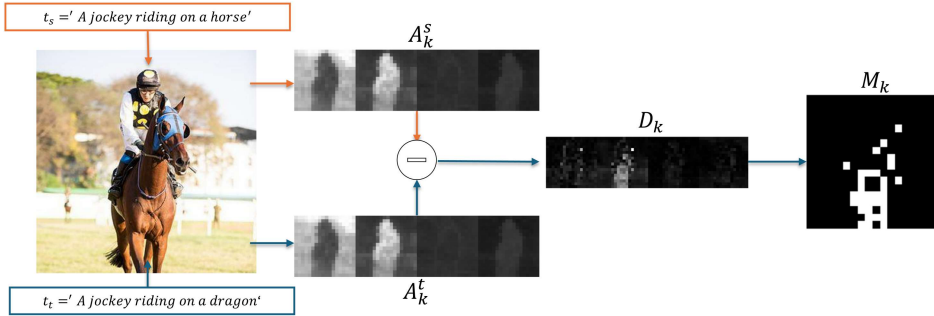 t_s =' A jockey riding on a horse'
A_k^s
M_k
D_k
A_k^t
t_t =' A jockey riding on a dragon‘